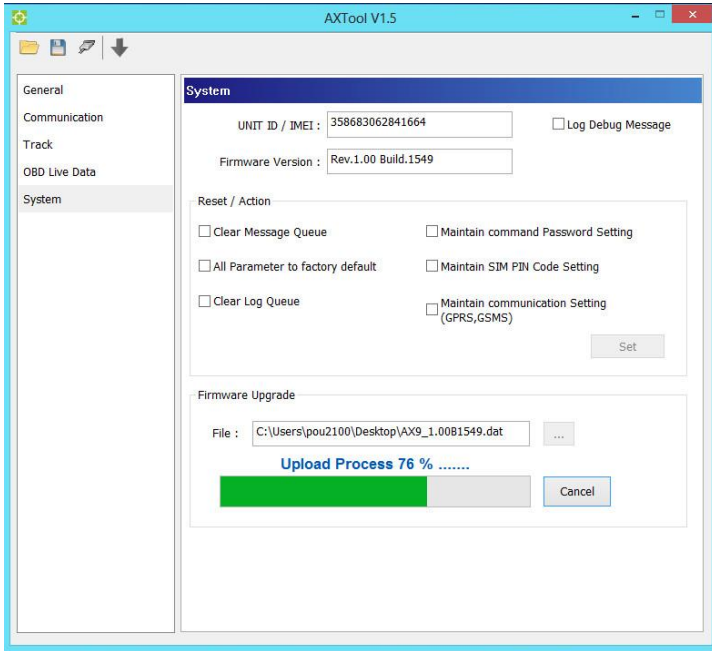 AXTool V1.5
General
Communication
Track
OBD Live Data
System
System
UNIT ID / IMEI : 358683062841664
Log Debug Message
Firmware Version : Rev.1.00 Build.1549
Reset / Action
Clear Message Queue
Maintain command Password Setting
All Parameter to factory default
Maintain SIM PIN Code Setting
Clear Log Queue
Maintain communication Setting
(GPRS,GSMS)
Set
Firmware Upgrade
File : C:\Users\pou2100\Desktop\AX9_1.00B1549.dat ...
Upload Process 76 % .......
Cancel